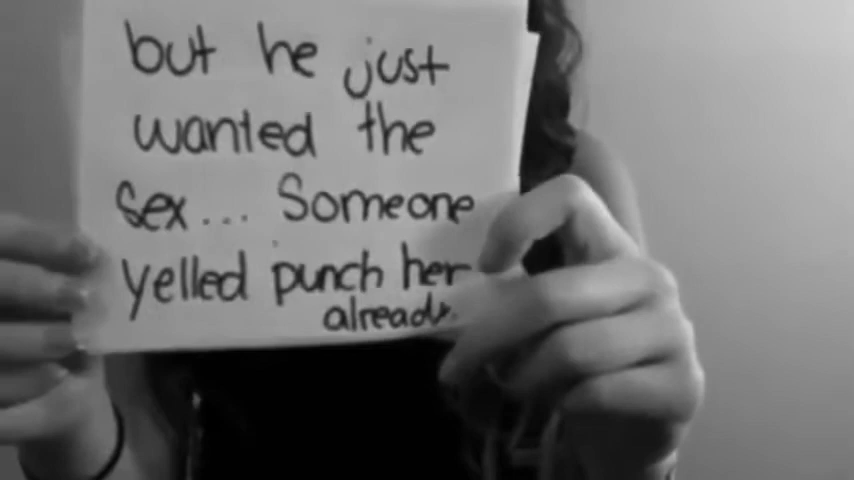 but he just
wanted the
sex... Someone
yelled punch her
already.